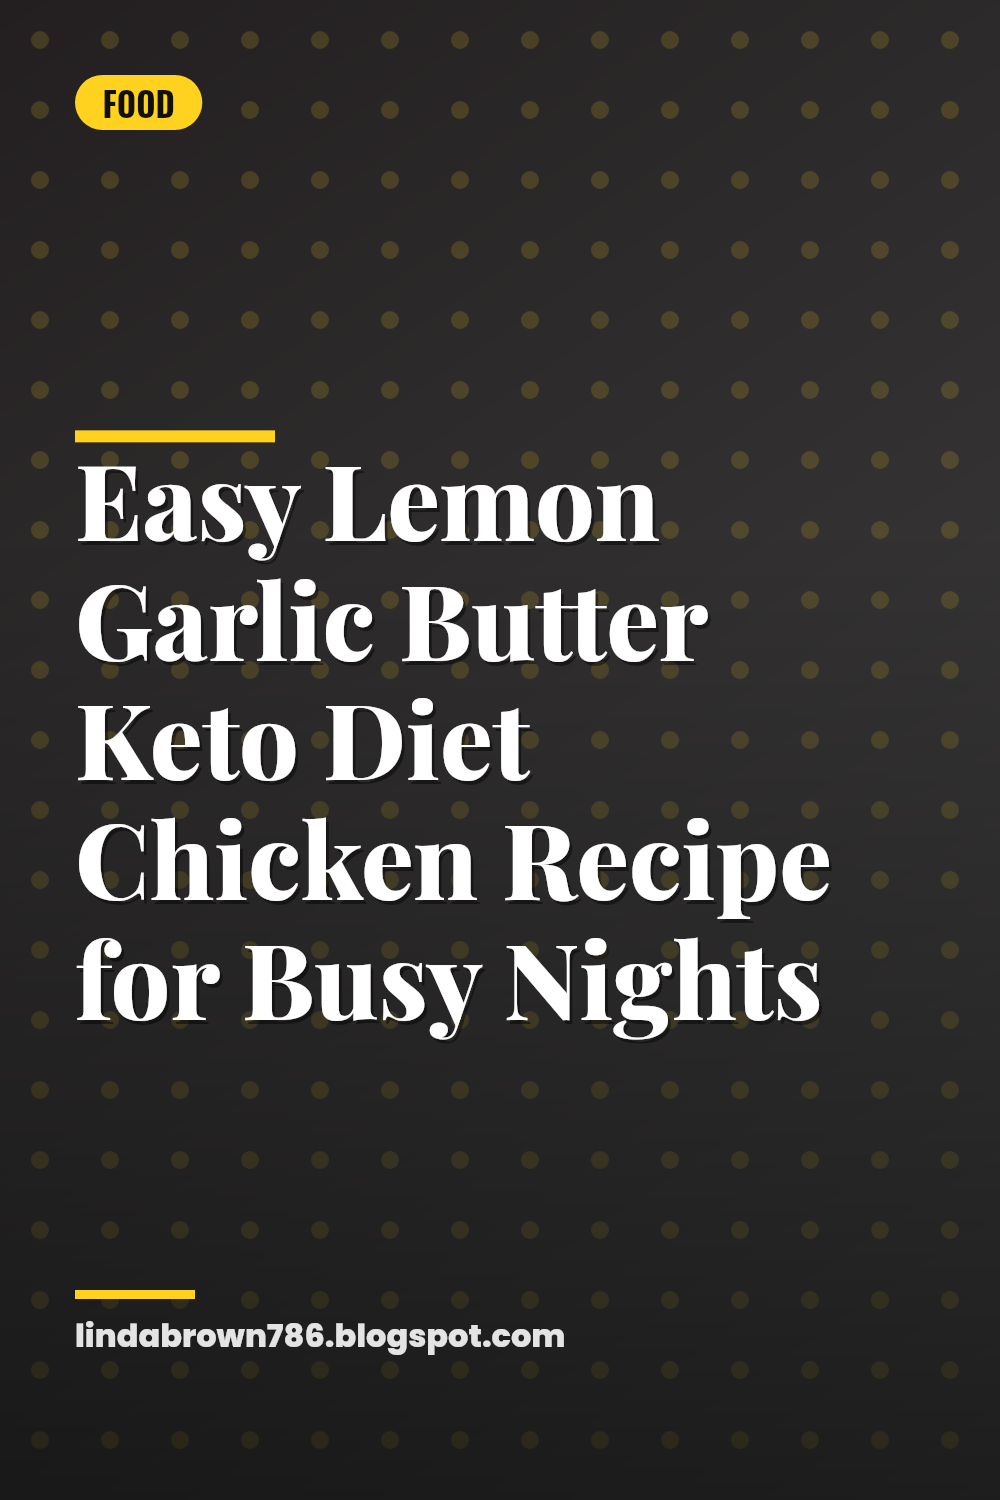 FOOD
Easy Lemon
Garlic Butter
Keto Diet
Chicken Recipe
for Busy Nights
lindabrown786.blogspot.com